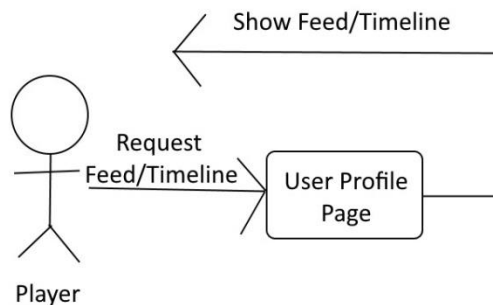 Show Feed/Timeline
Request
Feed/Timeline
User Profile
Page
Player